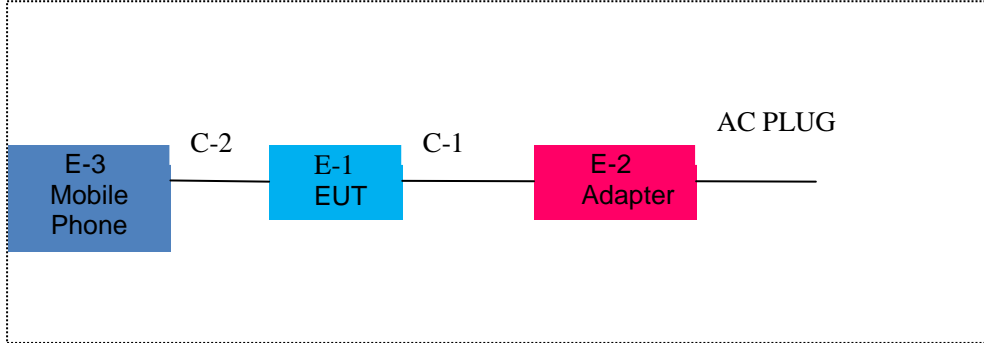 AC PLUG
C-2
C-1
E-3
Mobile
Phone
E-1
EUT
E-2
Adapter